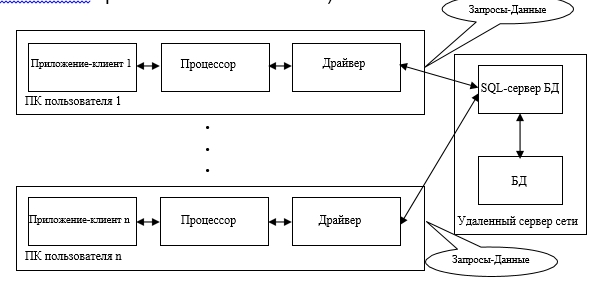 Запросы-Данные
Приложение-клиент 1
Процессор
Драйвер
ПК пользователя 1
SQL-сервер БД
БД
Удаленный сервер сети
Приложение-клиент n
Процессор
Драйвер
ПК пользователя n
Запросы-Данные